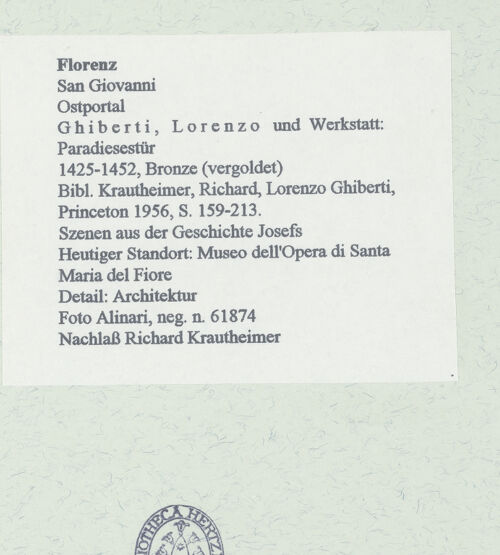 Florenz
San Giovanni
Ostportal
Ghiberti, Lorenzo und Werkstatt:
Paradiesestür
1425-1452, Bronze (vergoldet)
Bibl. Krautheimer, Richard, Lorenzo Ghiberti,
Princeton 1956, S. 159-213.
Szenen aus der Geschichte Josefs
Heutiger Standort: Museo dell'Opera di Santa
Maria del Fiore
Detail: Architektur
Foto Alinari, neg. n. 61874
Nachlaß Richard Krautheimer